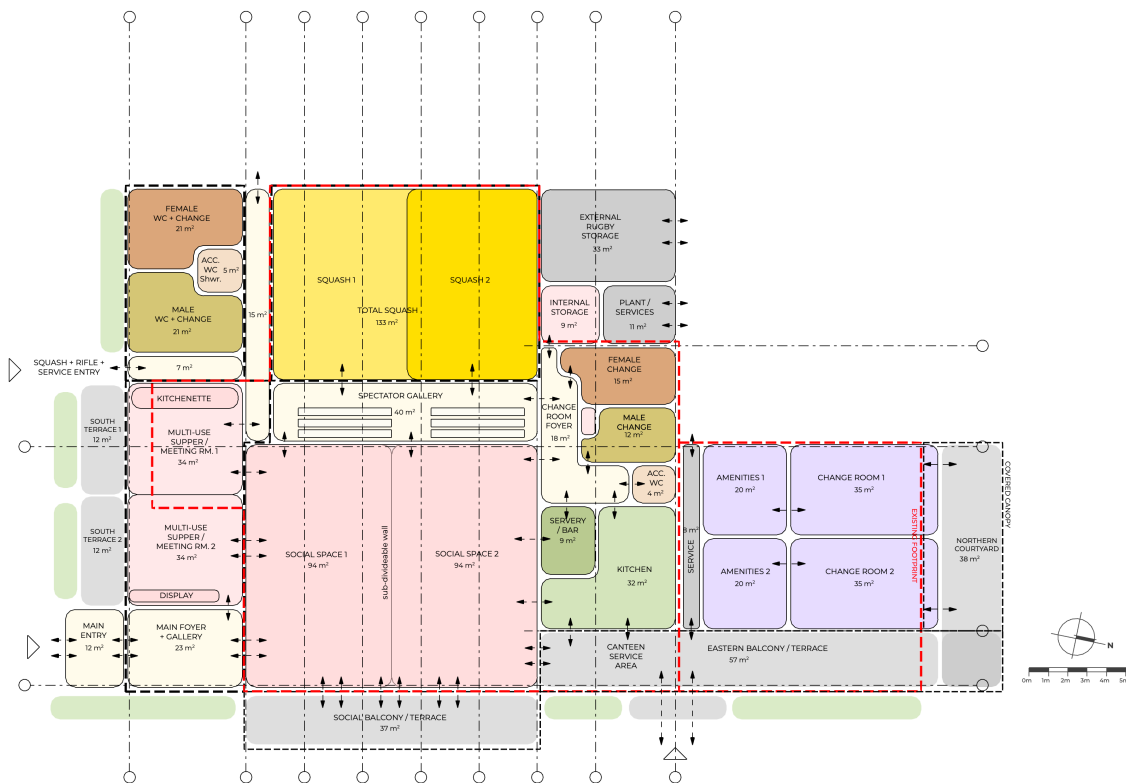 FEMALE
WC + CHANGE
21 m²
ACC.
WC
Shwr.
5 m²
MALE
WC + CHANGE
21 m²
15 m²
SQUASH 1
SQUASH 2
TOTAL SQUASH
133 m²
EXTERNAL
RUGBY
STORAGE
33 m²
INTERNAL
STORAGE
9 m²
PLANT /
SERVICES
11 m²
SQUASH + RIFLE +
SERVICE ENTRY
7 m²
FEMALE
CHANGE
15 m²
KITCHENETTE
SPECTATOR GALLERY
40 m²
CHANGE
ROOM
FOYER
18 m²
MALE
CHANGE
12 m²
SOUTH
TERRACE 1
12 m²
MULTI-USE
SUPPER /
MEETING RM. 1
34 m²
ACC.
WC
4 m²
AMENITIES 1
20 m²
CHANGE ROOM 1
35 m²
COVERED CANOPY
EXISTING FOOTPRINT
SOUTH
TERRACE 2
12 m²
MULTI-USE
SUPPER /
MEETING RM. 2
34 m²
SOCIAL SPACE 1
94 m²
sub-divideable wall
SOCIAL SPACE 2
94 m²
SERVERY
/ BAR
9 m²
KITCHEN
32 m²
8 m²
SERVICE
AMENITIES 2
20 m²
CHANGE ROOM 2
35 m²
NORTHERN
COURTYARD
38 m²
DISPLAY
MAIN
ENTRY
12 m²
MAIN FOYER
+ GALLERY
23 m²
CANTEEN
SERVICE
AREA
EASTERN BALCONY / TERRACE
57 m²
N
0m 1m 2m 3m 4m 5m
SOCIAL BALCONY / TERRACE
37 m²